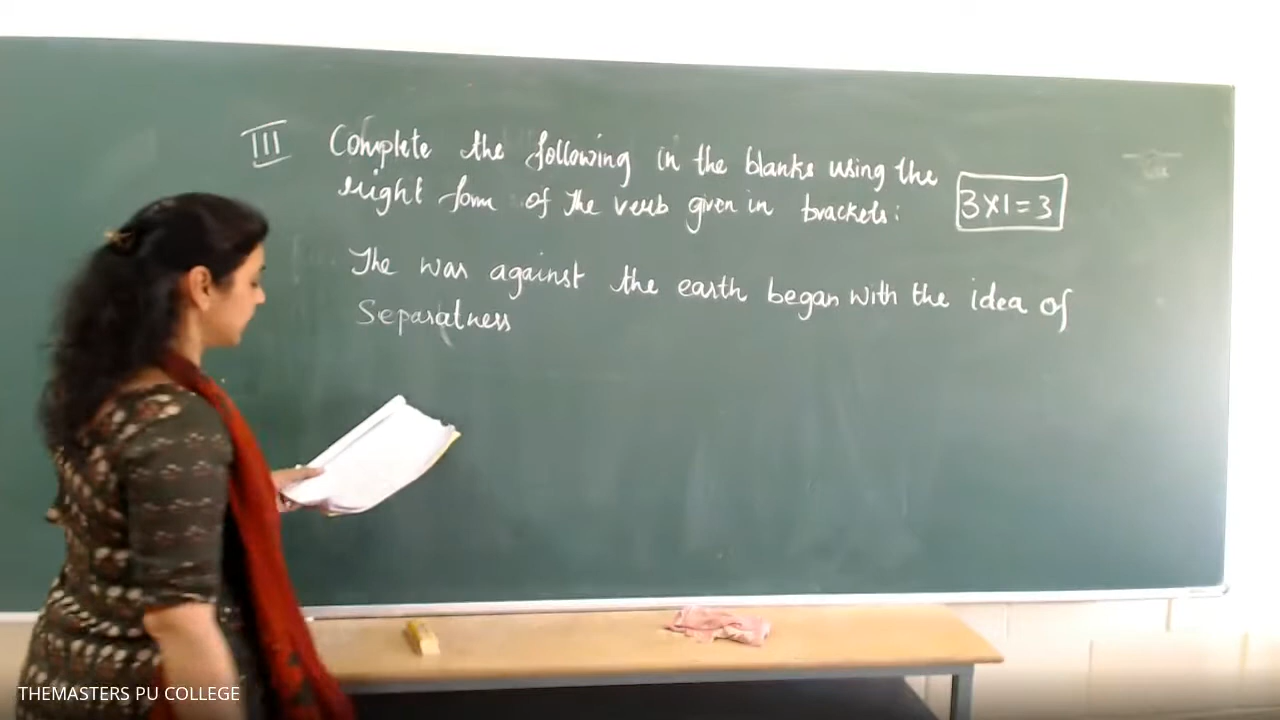 III Complete the following in the blanks using the
right form of the verb given in brackets:
3x1=3
The war against the earth began with the idea of
Separatness
THEMASTERS PU COLLEGE